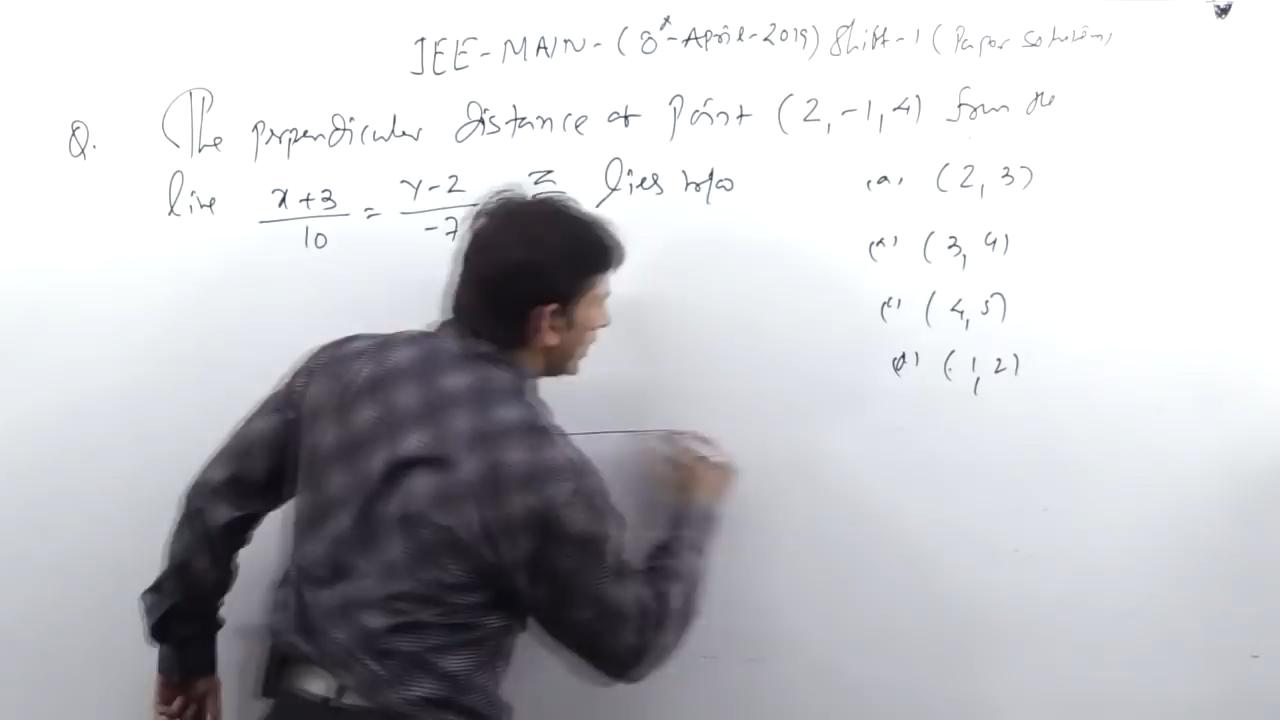 JEE-MAIN-(8-April-2019) Shift-1 (Paper solution)
Q. The perpendicular distance of Point (2,-1,4) from the
line x+3/10 = y-2/-7 = z lies b/w
(a) (2, 3)
(b) (3, 4)
(c) (4, 5)
(d) (1, 2)